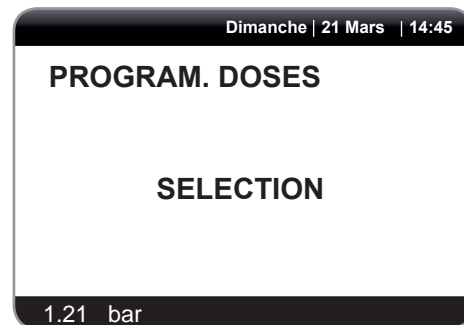 Dimanche | 21 Mars | 14:45
PROGRAM. DOSES
SELECTION
1.21 bar